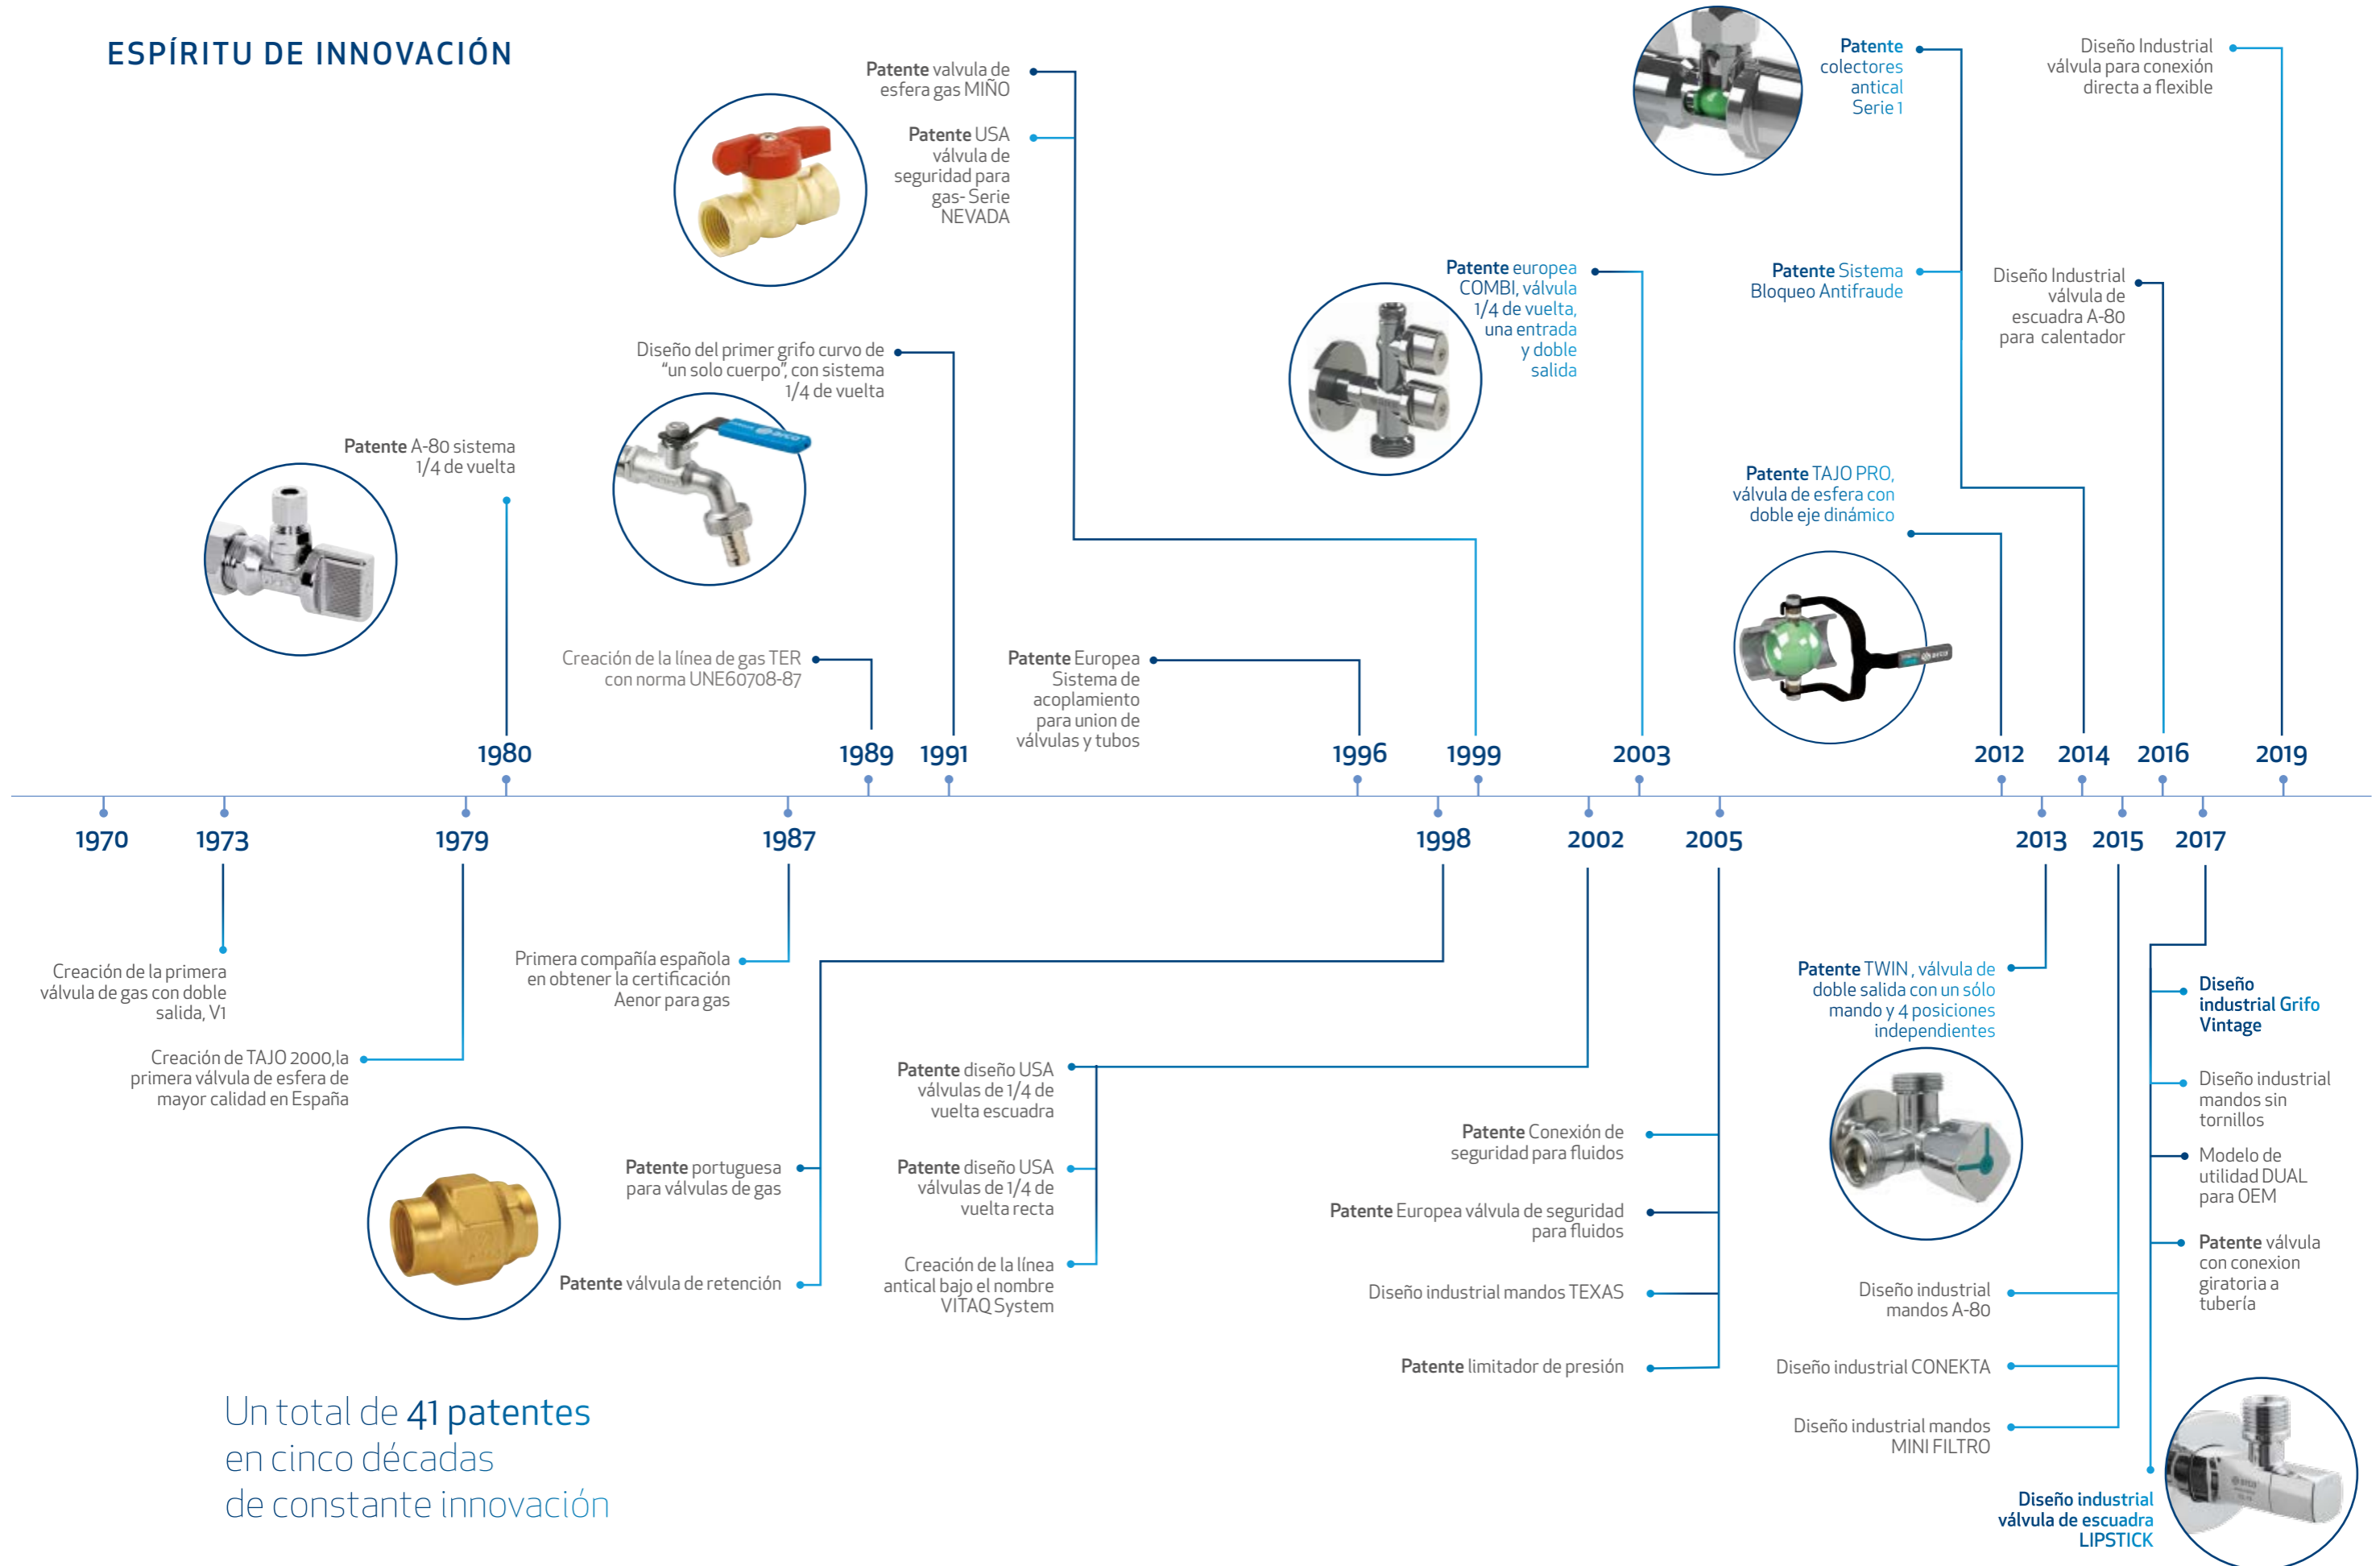 ESPÍRITU DE INNOVACIÓN
Patente valvula de
esfera gas MIÑO
Patente USA
válvula de
seguridad para
gas- Serie
NEVADA
Patente
colectores
antical
Serie 1
Diseño Industrial
válvula para conexión
directa a flexible
Patente europea
COMBI, válvula
1/4 de vuelta,
una entrada
y doble
salida
Patente Sistema
Bloqueo Antifraude
Diseño Industrial
válvula de
escuadra A-80
para calentador
Diseño del primer grifo curvo de
“un solo cuerpo”, con sistema
1/4 de vuelta
arco
Patente A-80 sistema
1/4 de vuelta
Patente TAJO PRO,
válvula de esfera con
doble eje dinámico
arco
Creación de la línea de gas TER
con norma UNE60708-87
Patente Europea
Sistema de
acoplamiento
para union de
válvulas y tubos
1980
1989
1991
1996
1999
2003
2012
2014
2016
2019
1970
1973
1979
1987
1998
2002
2005
2013
2015
2017
Creación de la primera
válvula de gas con doble
salida, V1
Creación de TAJO 2000,la
primera válvula de esfera de
mayor calidad en España
Primera compañía española
en obtener la certificación
Aenor para gas
Patente portuguesa
para válvulas de gas
Patente válvula de retención
Patente diseño USA
válvulas de 1/4 de
vuelta escuadra
Patente diseño USA
válvulas de 1/4 de
vuelta recta
Creación de la línea
antical bajo el nombre
VITAQ System
Patente Conexión de
seguridad para fluidos
Patente Europea válvula de seguridad
para fluidos
Diseño industrial mandos TEXAS
Patente limitador de presión
Patente TWIN , válvula de
doble salida con un sólo
mando y 4 posiciones
independientes
Diseño industrial
mandos A-80
Diseño industrial CONEKTA
Diseño industrial mandos
MINI FILTRO
Diseño
industrial Grifo
Vintage
Diseño industrial
mandos sin
tornillos
Modelo de
utilidad DUAL
para OEM
Patente válvula
con conexion
giratoria a
tubería
Diseño industrial
válvula de escuadra
LIPSTICK
arco
Un total de 41 patentes
en cinco décadas
de constante innovación